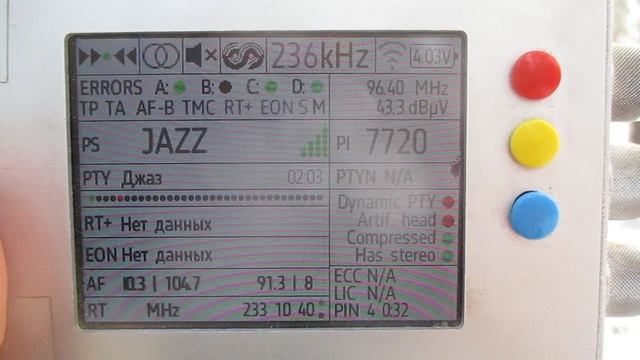 236kHz 4.03V
ERRORS A: B: C: D: 96.40 MHz
TP TA AF-B TMC RT+ EON S M 43.3 dBµV
PS JAZZ PI 7720
PTY Джаз 02:03 PTYN N/A
Dynamic PTY
RT+ Нет данных Artif. head
Compressed
EON Нет данных Has stereo
AF 10.3 | 104.7 91.3 | 8 ECC N/A
LIC N/A
RT MHz 233 10 40: PIN 4 0:32